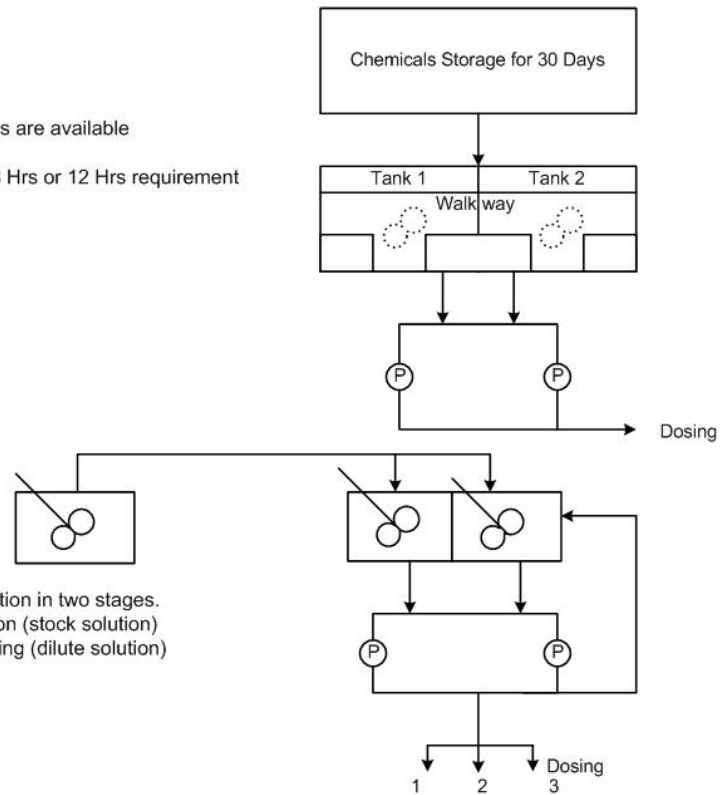 Chemicals Storage for 30 Days
s are available
Hrs or 12 Hrs requirement
Tank 1
Tank 2
Walk way
P
P
Dosing
tion in two stages.
on (stock solution)
ing (dilute solution)
P
P
Dosing
1
2
3